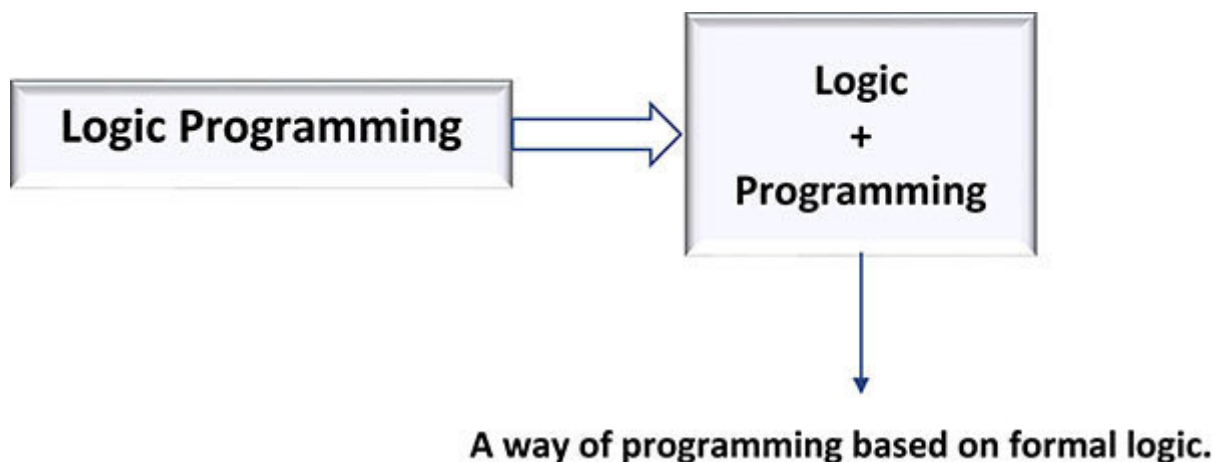 Logic Programming
Logic
+
Programming
A way of programming based on formal logic.